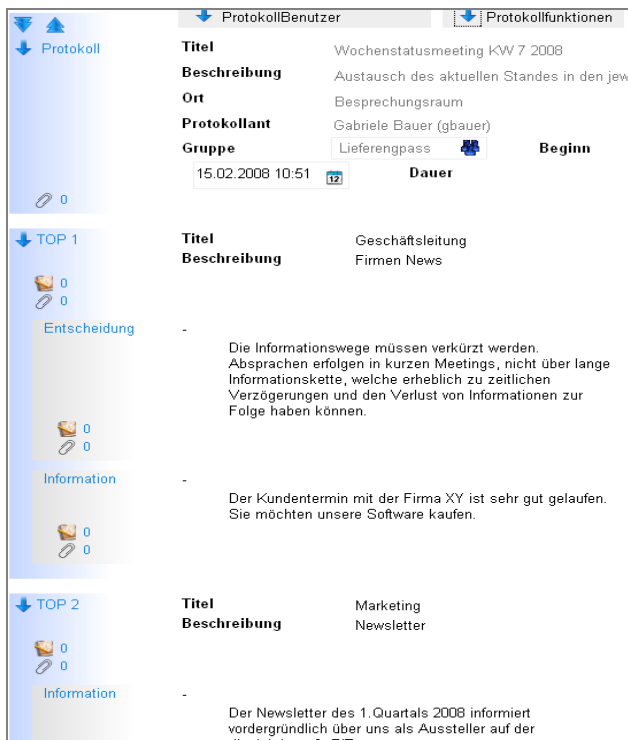 ProtokollBenutzer Protokollfunktionen
Protokoll
Titel Wochenstatusmeeting KW 7 2008
Beschreibung Austausch des aktuellen Standes in den jew
Ort Besprechungsraum
Protokollant Gabriele Bauer (gbauer)
Gruppe Lieferengpass Beginn
15.02.2008 10:51 12 Dauer
0
TOP 1 Titel Geschäftsleitung
Beschreibung Firmen News
0
0
Entscheidung -
Die Informationswege müssen verkürzt werden.
Absprachen erfolgen in kurzen Meetings, nicht über lange
Informationskette, welche erheblich zu zeitlichen
Verzögerungen und den Verlust von Informationen zur
Folge haben können.
0
0
Information -
Der Kundentermin mit der Firma XY ist sehr gut gelaufen.
Sie möchten unsere Software kaufen.
0
0
TOP 2 Titel Marketing
Beschreibung Newsletter
0
0
Information -
Der Newsletter des 1.Quartals 2008 informiert
vordergründlich über uns als Aussteller auf der